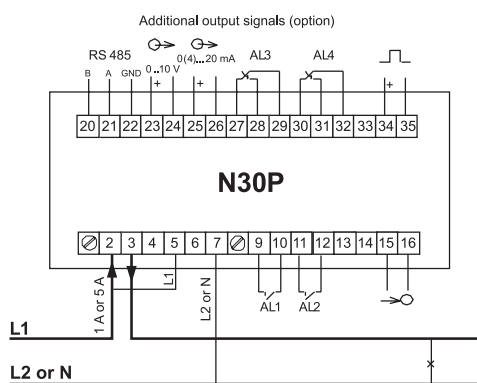 Additional output signals (option)
RS 485
0(4)...20 mA
AL3
AL4
B
A
GND
0..10 V
+
+
+
20 21 22 23 24 25 26 27 28 29 30 31 32 33 34 35
N30P
2 3 4 5 6 7 9 10 11 12 13 14 15 16
1 A or 5 A
L1
L2 or N
AL1
AL2
L1
L2 or N